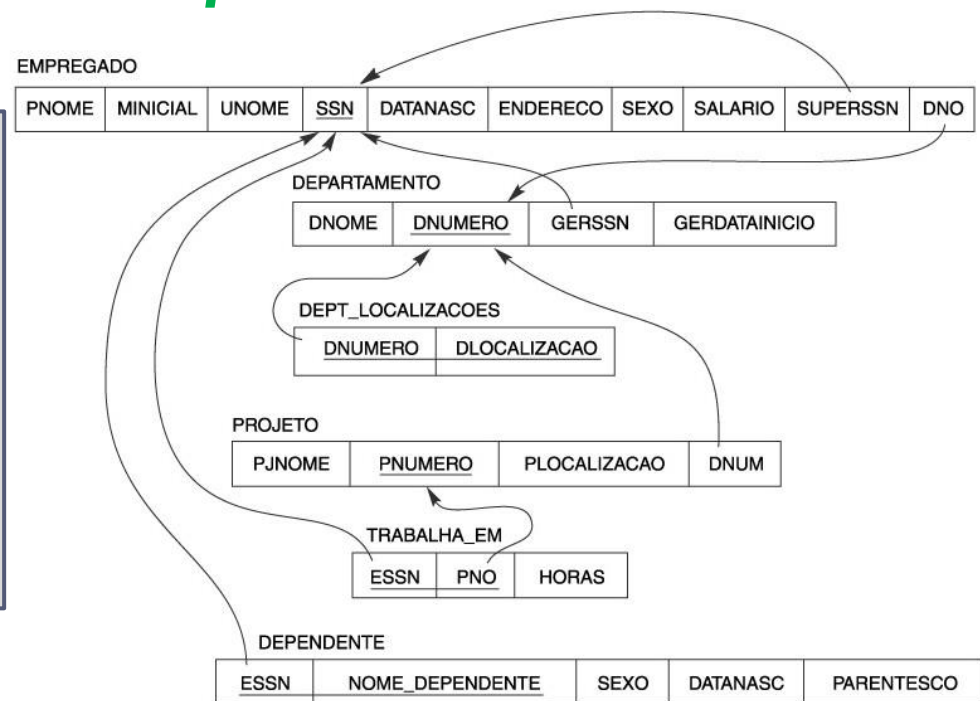 EMPREGADO
PNOME MINICIAL UNOME SSN DATANASC ENDERECO SEXO SALARIO SUPERSSN DNO
DEPARTAMENTO
DNOME DNUMERO GERSSN GERDATAINICIO
DEPT_LOCALIZACOES
DNUMERO DLOCALIZACAO
PROJETO
PJNOME PNUMERO PLOCALIZACAO DNUM
TRABALHA_EM
ESSN PNO HORAS
DEPENDENTE
ESSN NOME_DEPENDENTE SEXO DATANASC PARENTESCO